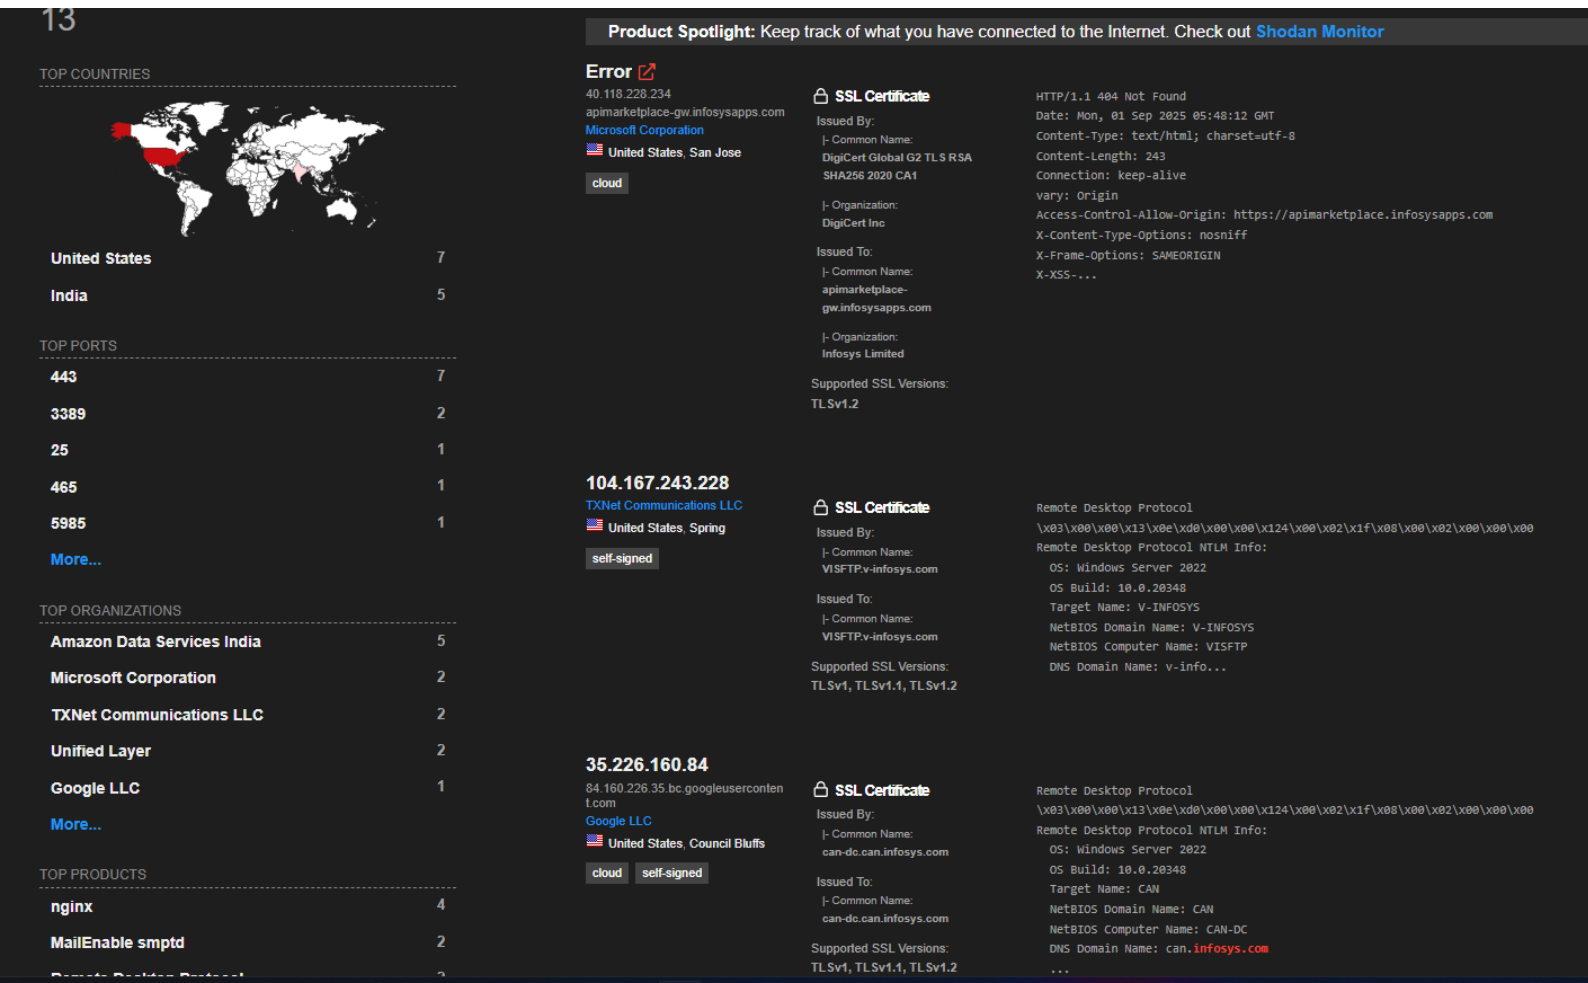 13
TOP COUNTRIES
United States 7
India 5
TOP PORTS
443 7
3389 2
25 1
465 1
5985 1
More...
TOP ORGANIZATIONS
Amazon Data Services India 5
Microsoft Corporation 2
TXNet Communications LLC 2
Unified Layer 2
Google LLC 1
More...
TOP PRODUCTS
nginx 4
MailEnable smptd 2
Remote Desktop Protocol 2
Product Spotlight: Keep track of what you have connected to the Internet. Check out Shodan Monitor
Error
40.118.228.234
apimarketplace-gw.infosysapps.com
Microsoft Corporation
United States, San Jose
cloud
SSL Certificate
Issued By:
|- Common Name:
DigiCert Global G2 TLS RSA
SHA256 2020 CA1
|- Organization:
DigiCert Inc
Issued To:
|- Common Name:
apimarketplace-
gw.infosysapps.com
|- Organization:
Infosys Limited
Supported SSL Versions:
TLSv1.2
HTTP/1.1 404 Not Found
Date: Mon, 01 Sep 2025 05:48:12 GMT
Content-Type: text/html; charset=utf-8
Content-Length: 243
Connection: keep-alive
vary: Origin
Access-Control-Allow-Origin: https://apimarketplace.infosysapps.com
X-Content-Type-Options: nosniff
X-Frame-Options: SAMEORIGIN
X-XSS-...
104.167.243.228
TXNet Communications LLC
United States, Spring
self-signed
SSL Certificate
Issued By:
|- Common Name:
VISFTP.v-infosys.com
Issued To:
|- Common Name:
VISFTP.v-infosys.com
Supported SSL Versions:
TLSv1, TLSv1.1, TLSv1.2
Remote Desktop Protocol
\x03\x00\x00\x13\x0e\xd0\x00\x00\x124\x00\x02\x1f\x08\x00\x02\x00\x00\x00
Remote Desktop Protocol NTLM Info:
OS: Windows Server 2022
OS Build: 10.0.20348
Target Name: V-INFOSYS
NetBIOS Domain Name: V-INFOSYS
NetBIOS Computer Name: VISFTP
DNS Domain Name: v-info...
35.226.160.84
84.160.226.35.bc.googleuserconten
t.com
Google LLC
United States, Council Bluffs
cloud self-signed
SSL Certificate
Issued By:
|- Common Name:
can-dc.can.infosys.com
Issued To:
|- Common Name:
can-dc.can.infosys.com
Supported SSL Versions:
TLSv1, TLSv1.1, TLSv1.2
Remote Desktop Protocol
\x03\x00\x00\x13\x0e\xd0\x00\x00\x124\x00\x02\x1f\x08\x00\x02\x00\x00\x00
Remote Desktop Protocol NTLM Info:
OS: Windows Server 2022
OS Build: 10.0.20348
Target Name: CAN
NetBIOS Domain Name: CAN
NetBIOS Computer Name: CAN-DC
DNS Domain Name: can.infosys.com
...